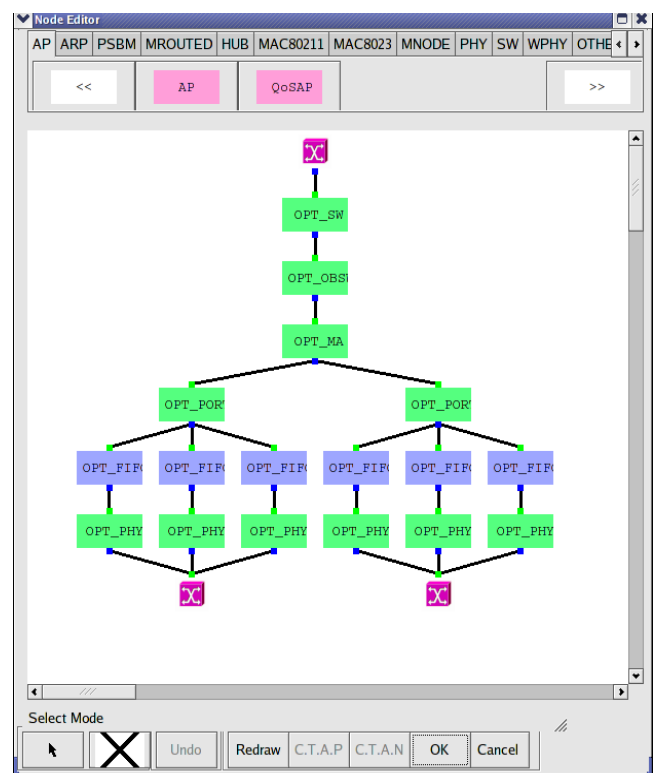 Node Editor
AP ARP PSBM MROUTED HUB MAC80211 MAC8023 MNODE PHY SW WPHY OTHE
<< AP QoSAP >>
OPT_SW
OPT_OBSW
OPT_MA
OPT_POR OPT_POR
OPT_FIF OPT_FIF OPT_FIF OPT_FIF OPT_FIF OPT_FIF
OPT_PHY OPT_PHY OPT_PHY OPT_PHY OPT_PHY OPT_PHY
Select Mode
Undo Redraw C.T.A.P C.T.A.N OK Cancel